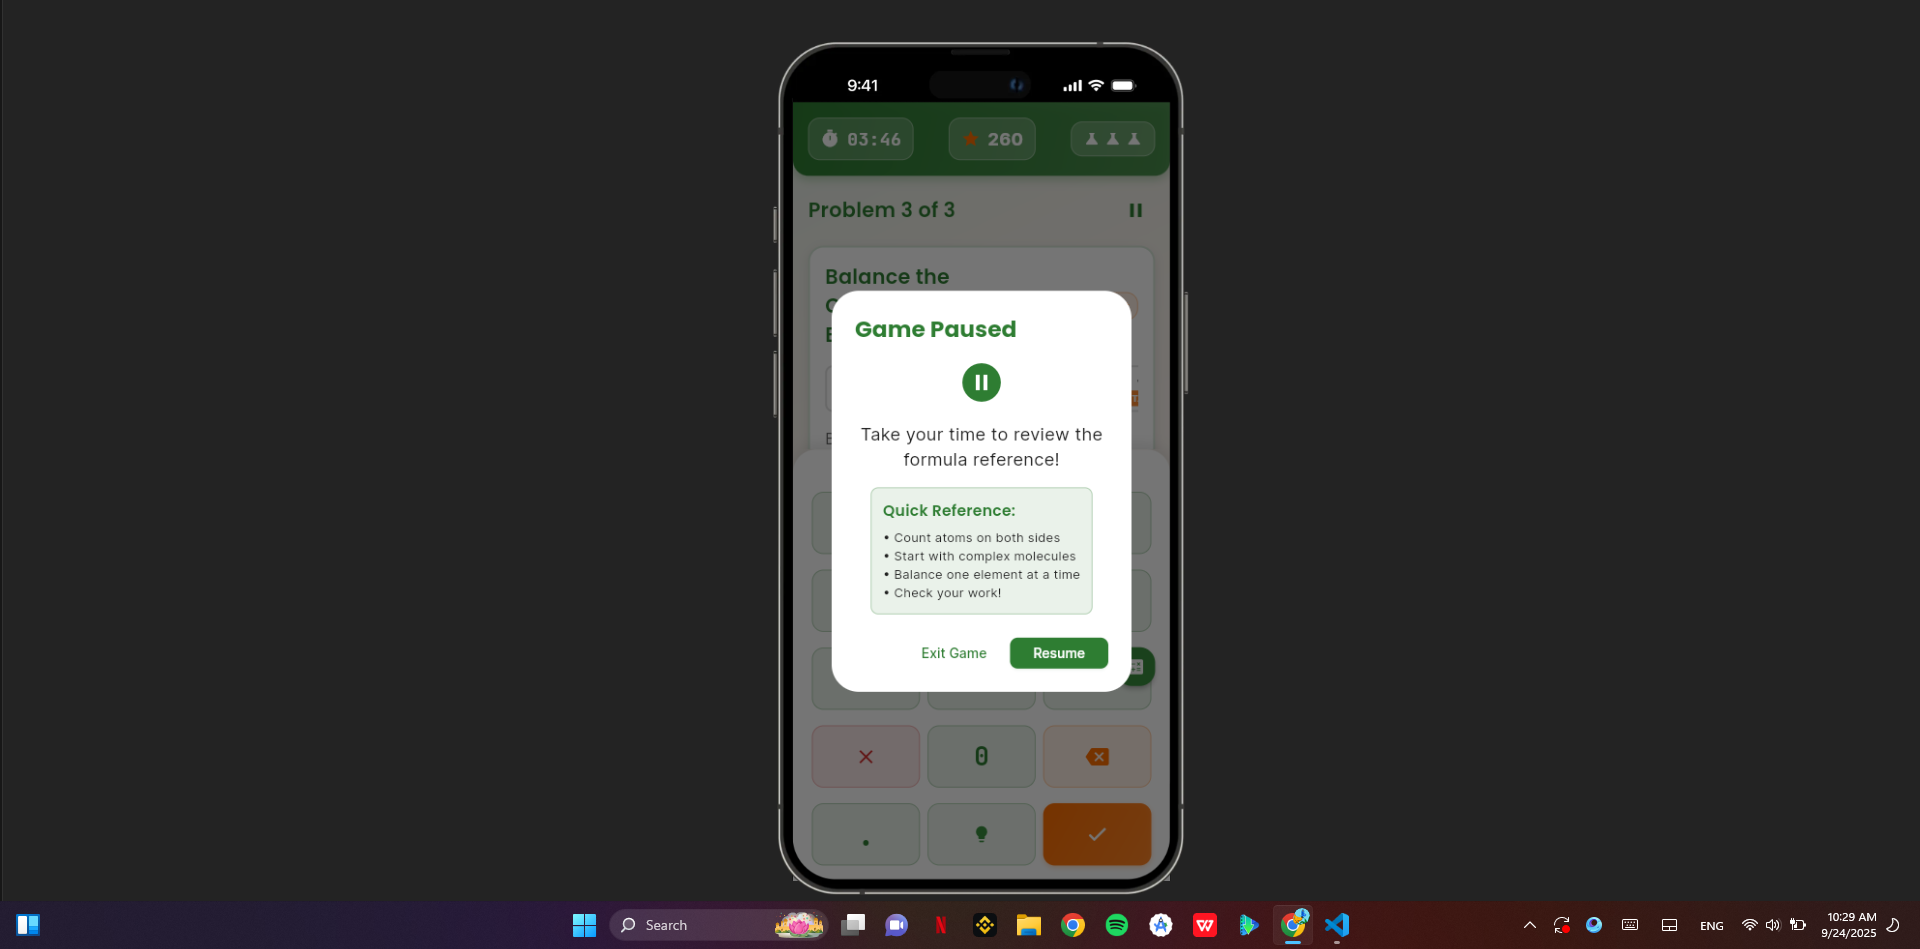 9:41
03:46
260
Problem 3 of 3
Balance the
Game Paused
Take your time to review the
formula reference!
Quick Reference:
• Count atoms on both sides
• Start with complex molecules
• Balance one element at a time
• Check your work!
Exit Game
Resume
0
.
Search
ENG
10:29 AM
9/24/2025